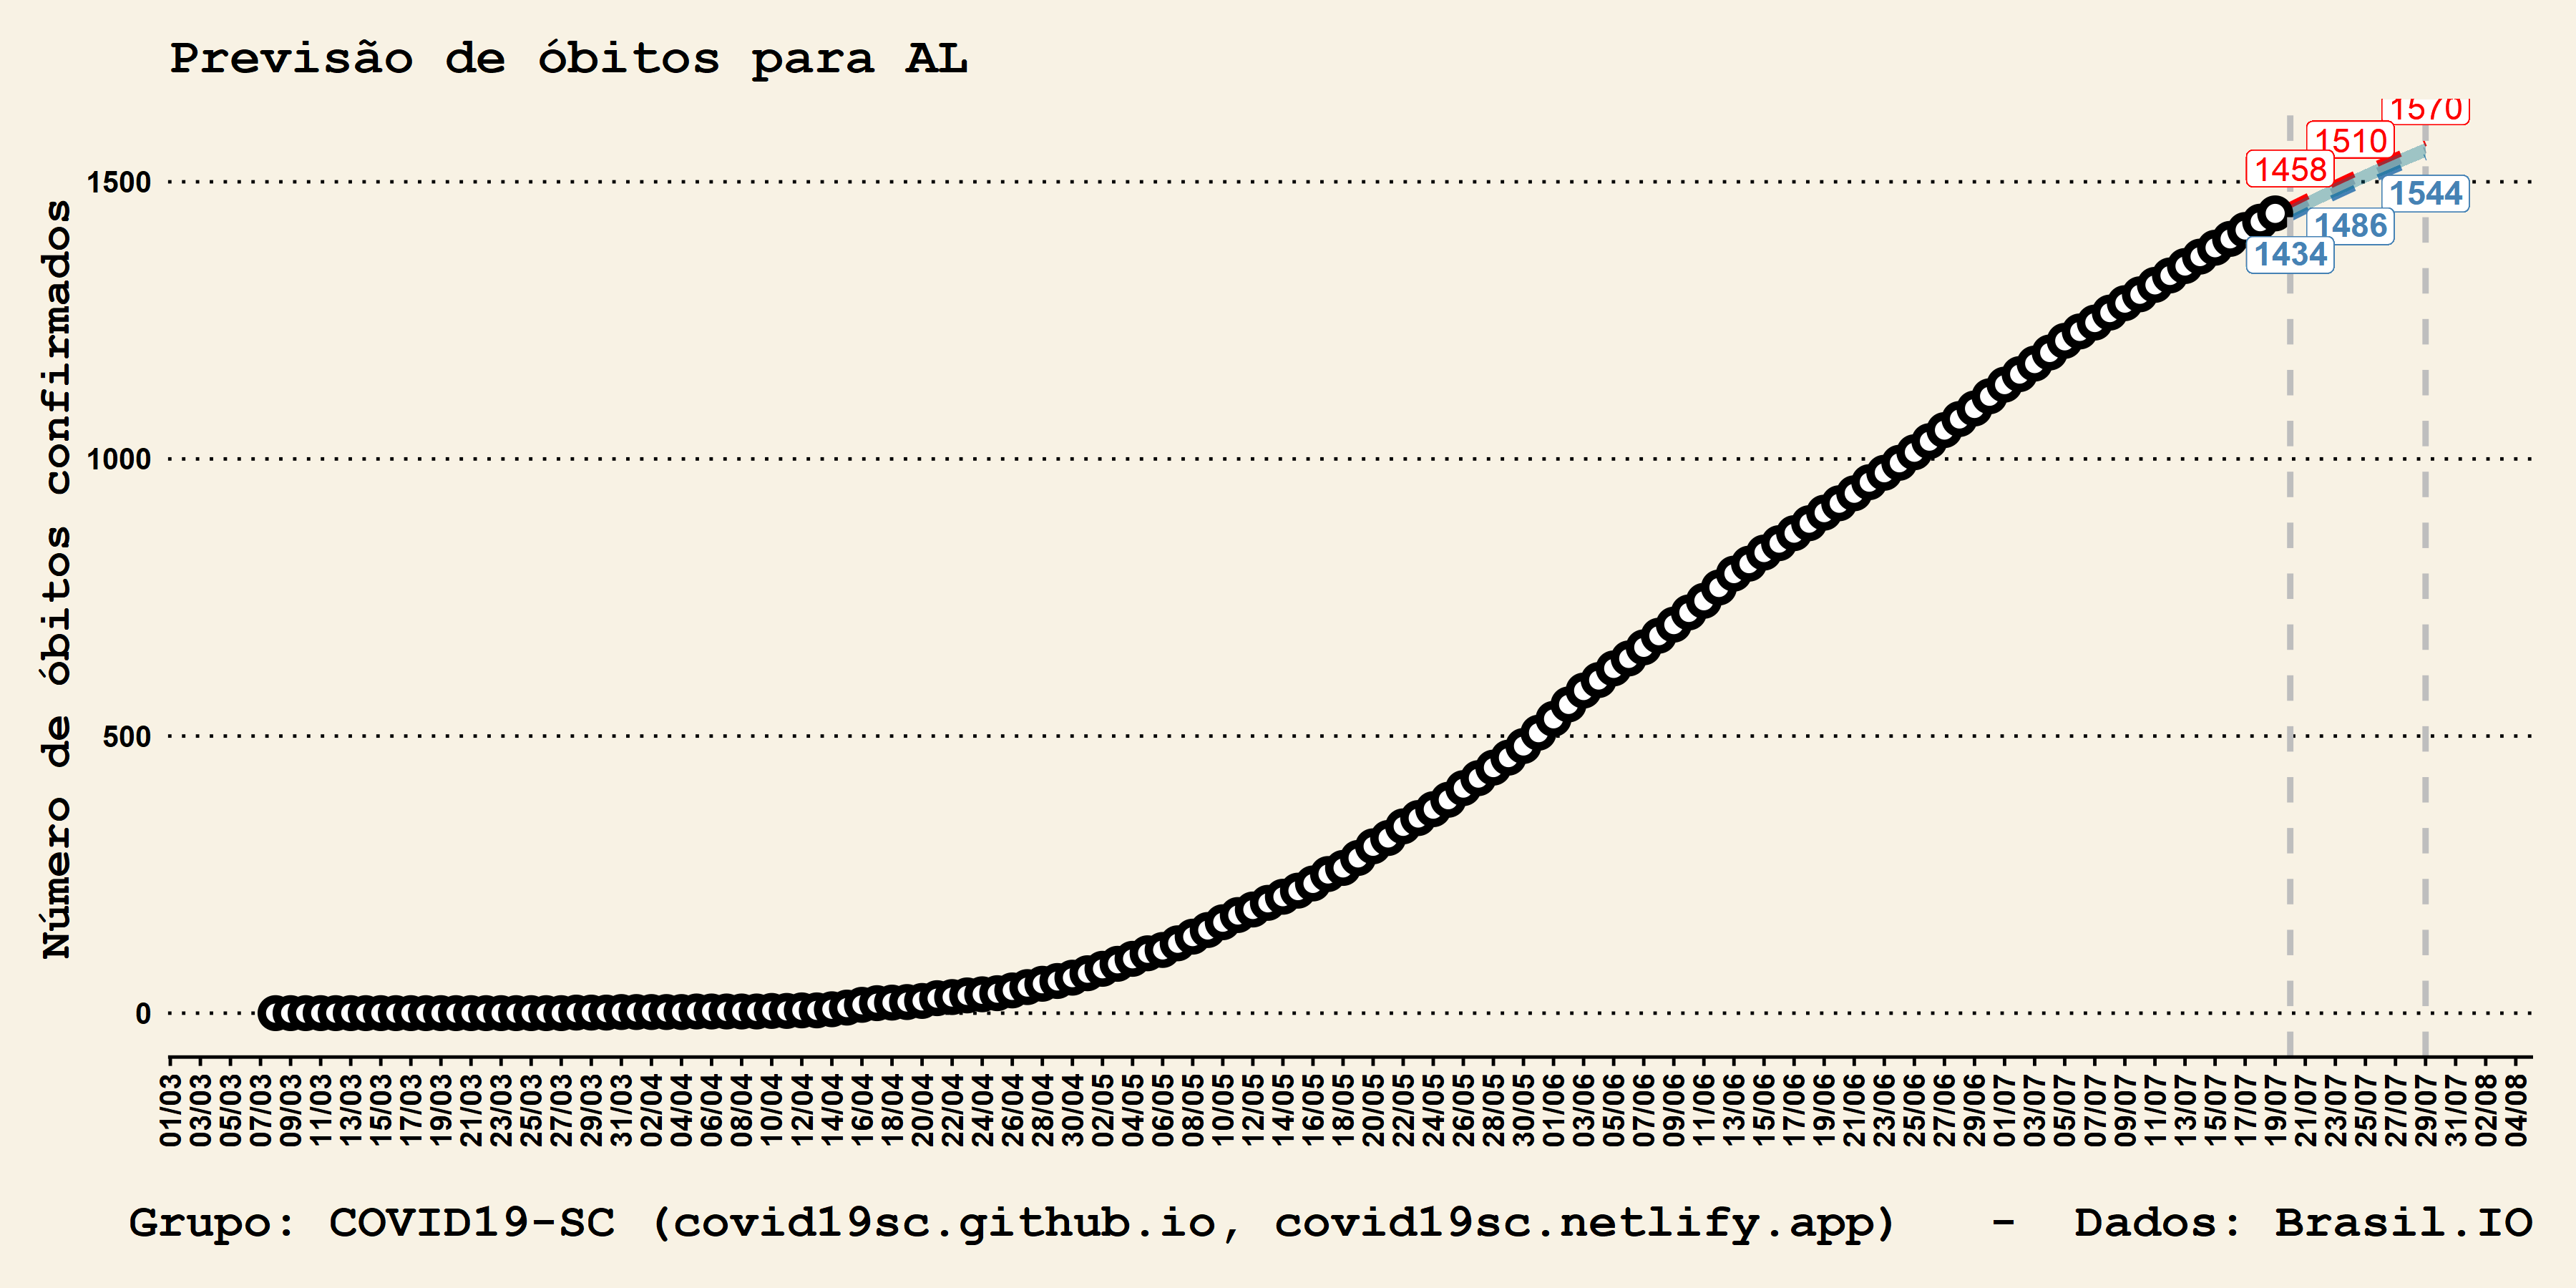 Previsão de óbitos para AL
Número de óbitos confirmados
1500
1000
500
0
1570
1510
1458
1544
1486
1434
01/03 03/03 05/03 07/03 09/03 11/03 13/03 15/03 17/03 19/03 21/03 23/03 25/03 27/03 29/03 31/03 02/04 04/04 06/04 08/04 10/04 12/04 14/04 16/04 18/04 20/04 22/04 24/04 26/04 28/04 30/04 02/05 04/05 06/05 08/05 10/05 12/05 14/05 16/05 18/05 20/05 22/05 24/05 26/05 28/05 30/05 01/06 03/06 05/06 07/06 09/06 11/06 13/06 15/06 17/06 19/06 21/06 23/06 25/06 27/06 29/06 01/07 03/07 05/07 07/07 09/07 11/07 13/07 15/07 17/07 19/07 21/07 23/07 25/07 27/07 29/07 31/07 02/08 04/08
Grupo: COVID19-SC (covid19sc.github.io, covid19sc.netlify.app) - Dados: Brasil.IO